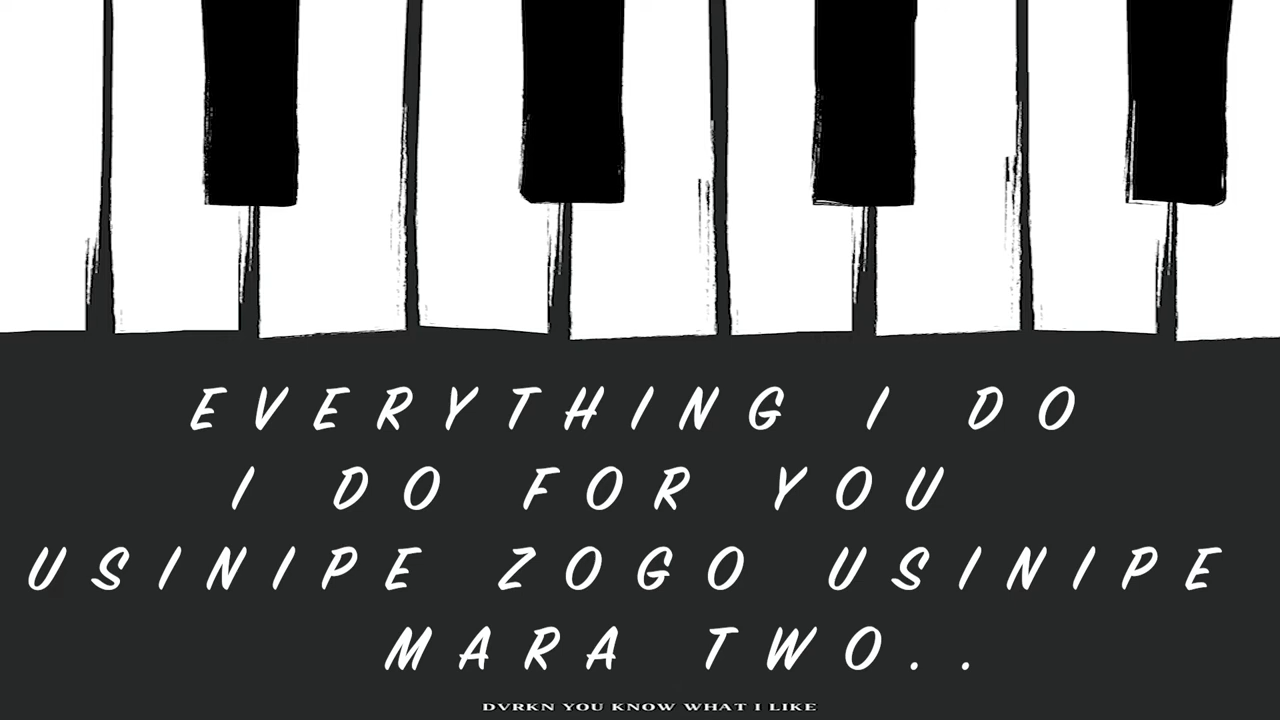 EVERYTHING I DO
I DO FOR YOU
USINIPE ZOGO USINIPE
MARA TWO..
DVRKN YOU KNOW WHAT I LIKE